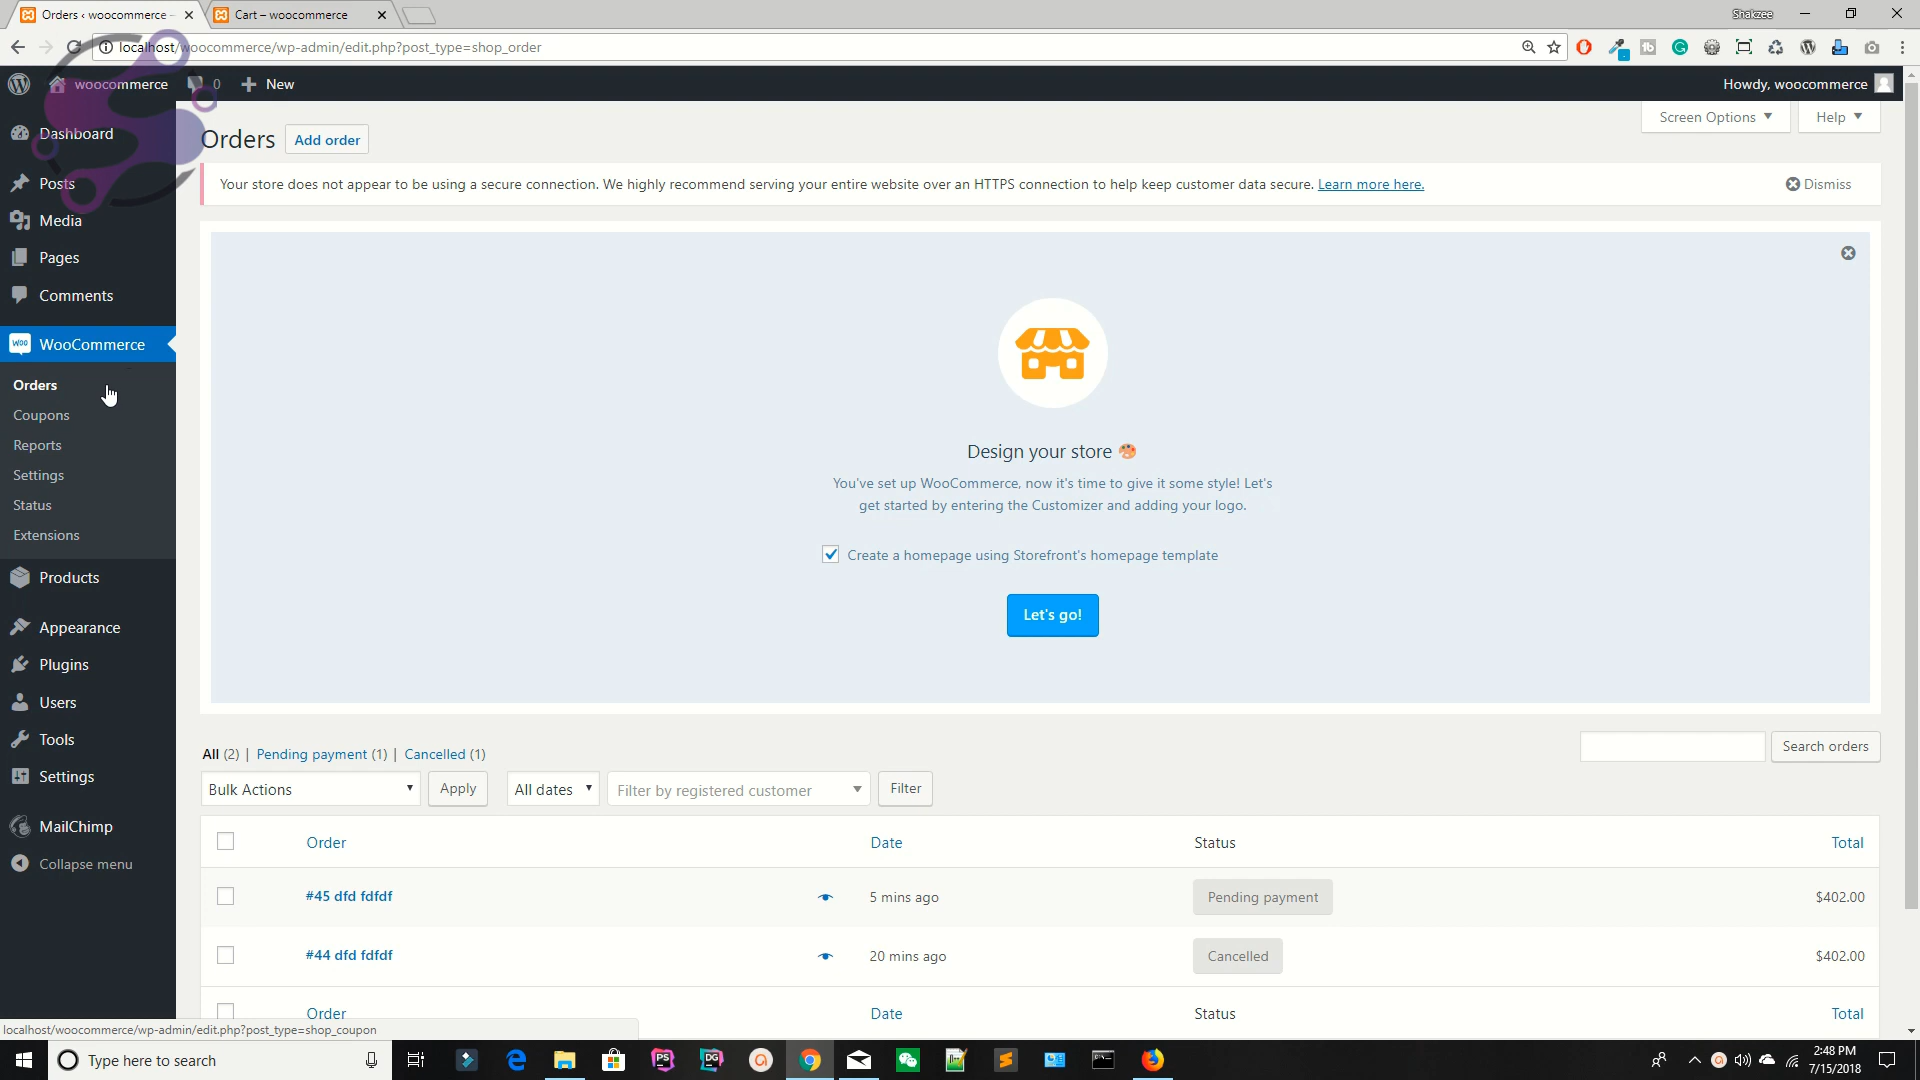 Orders ‹ woocommerce –
Cart – woocommerce
Shakzee
localhost/woocommerce/wp-admin/edit.php?post_type=shop_order
woocommerce
0
New
Howdy, woocommerce
Screen Options
Help
Dashboard
Posts
Media
Pages
Comments
WooCommerce
Orders
Coupons
Reports
Settings
Status
Extensions
Products
Appearance
Plugins
Users
Tools
Settings
MailChimp
Collapse menu
Orders
Add order
Your store does not appear to be using a secure connection. We highly recommend serving your entire website over an HTTPS connection to help keep customer data secure. Learn more here.
Dismiss
Design your store
You've set up WooCommerce, now it's time to give it some style! Let's
get started by entering the Customizer and adding your logo.
Create a homepage using Storefront's homepage template
Let's go!
All (2) | Pending payment (1) | Cancelled (1)
Search orders
Bulk Actions
Apply
All dates
Filter by registered customer
Filter
Order Date Status Total
#45 dfd fdfdf 5 mins ago Pending payment $402.00
#44 dfd fdfdf 20 mins ago Cancelled $402.00
Order Date Status Total
localhost/woocommerce/wp-admin/edit.php?post_type=shop_coupon
Type here to search
PS
DG
2:48 PM
7/15/2018